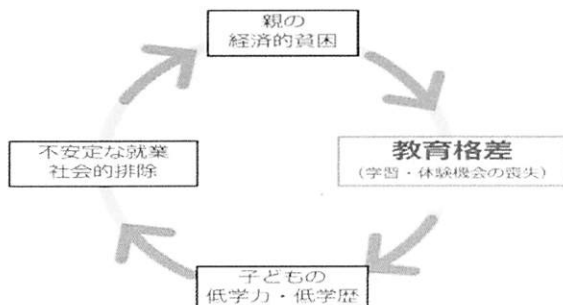 親の
経済的貧困
教育格差
(学習・体験機会の喪失)
子どもの
低学力・低学歴
不安定な就業
社会的排除